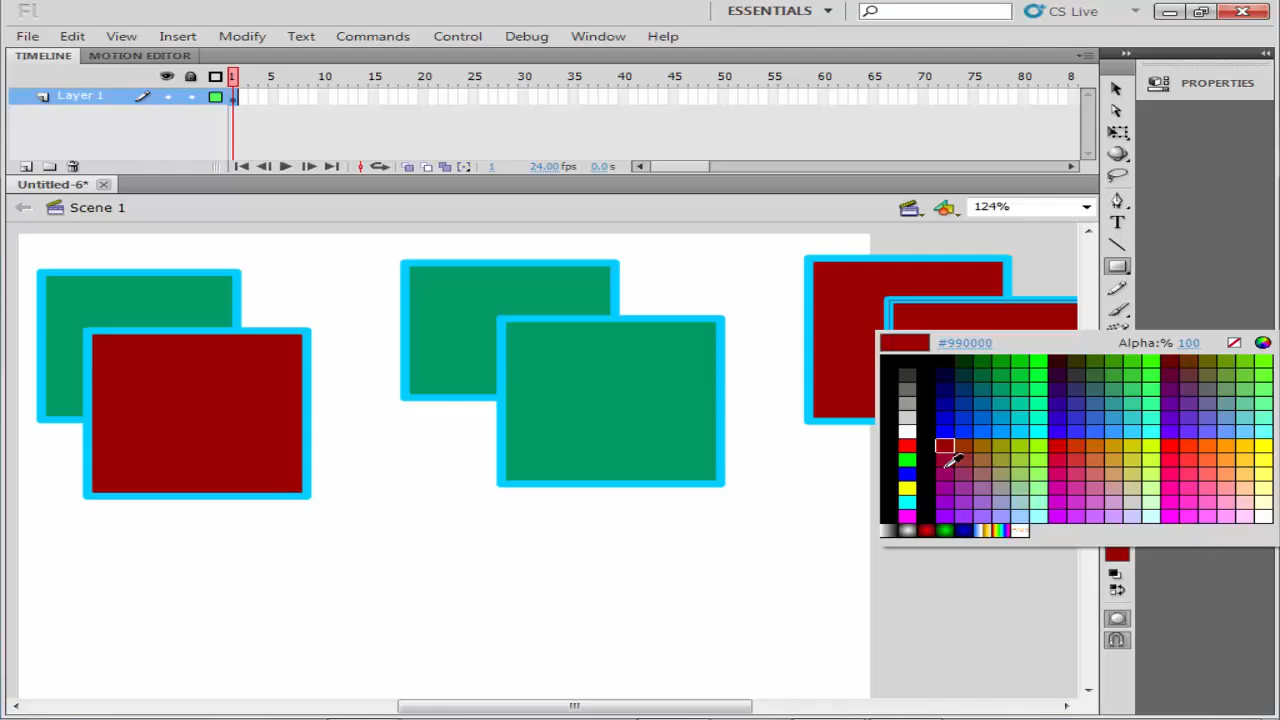 Fl ESSENTIALS CS Live
File Edit View Insert Modify Text Commands Control Debug Window Help
TIMELINE MOTION EDITOR
1 5 10 15 20 25 30 35 40 45 50 55 60 65 70 75 80 8
PROPERTIES
Layer 1
1 24.00 fps 0.0 s
Untitled-6*
Scene 1 124%
T
#990000 Alpha:% 100